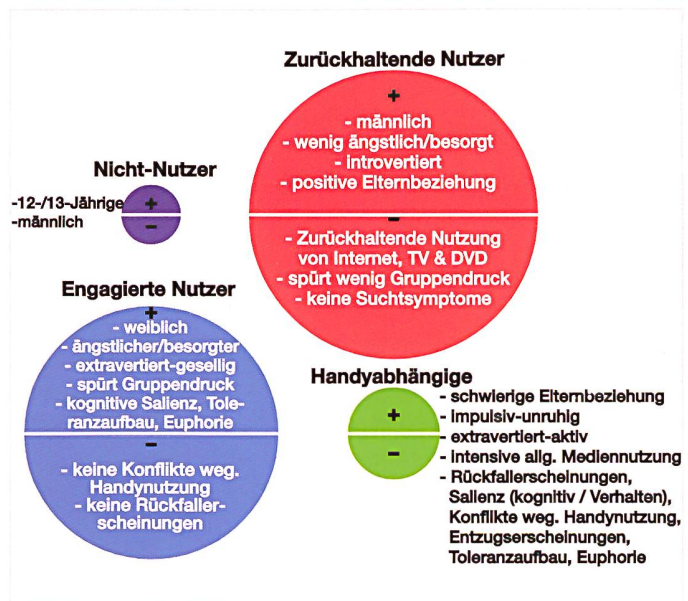 Zurückhaltende Nutzer
+
- männlich
- wenig ängstlich/besorgt
- introvertiert
- positive Elternbeziehung
-
- Zurückhaltende Nutzung
von Internet, TV & DVD
- spürt wenig Gruppendruck
- keine Suchtsymptome
Nicht-Nutzer
-12-/13-Jährige
-männlich
+
-
Engagierte Nutzer
+
- weiblich
- ängstlicher/besorgter
- extravertiert-gesellig
- spürt Gruppendruck
- kognitive Salienz, Tole-
ranzaufbau, Euphorie
-
- keine Konflikte weg.
Handynutzung
- keine Rückfaller-
scheinungen
Handyabhängige
+
-
- schwierige Elternbeziehung
- impulsiv-unruhig
- extravertiert-aktiv
- intensive allg. Mediennutzung
- Rückfallerscheinungen,
Salienz (kognitiv / Verhalten),
Konflikte weg. Handynutzung,
Entzugserscheinungen,
Toleranzaufbau, Euphorie